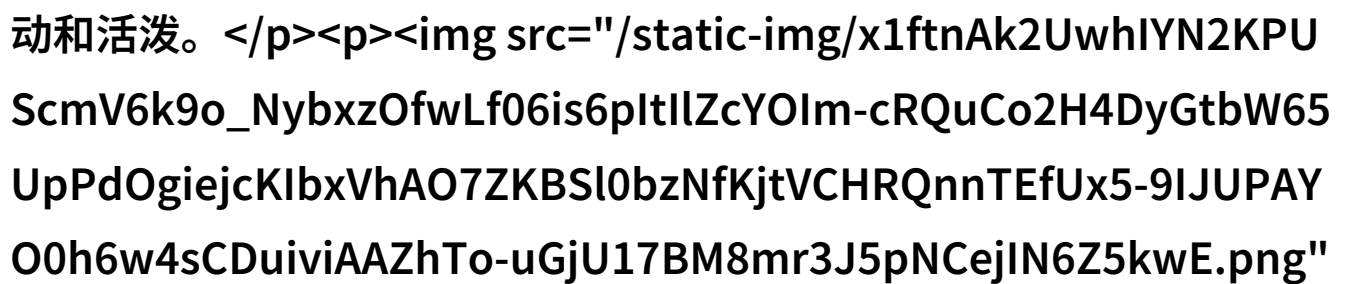 动和活泼。</p><p><img src="/static-img/x1ftnAk2UwhIYN2KPU
ScmV6k9o_NybxzOfwLf06is6pItIlZcYOIm-cRQuCo2H4DyGtbW65
UpPdOgiejcKIbxVhAO7ZKBSl0bzNfKjtVCHRQnnTEfUx5-9IJUPAY
O0h6w4sCDuiviAAZhTo-uGjU17BM8mr3J5pNCejIN6Z5kwE.png"